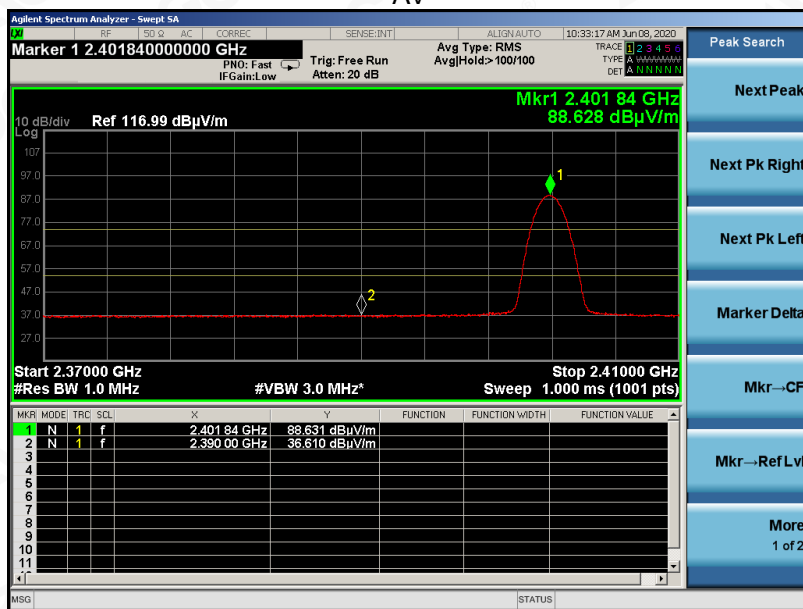 AV
Agilent Spectrum Analyzer - Swept SA
LXI RF 50 Ω AC CORREC SENSE:INT ALIGN AUTO 10:33:17 AM Jun 08, 2020
Marker 1 2.401840000000 GHz
PNO: Fast
IFGain:Low
Trig: Free Run
Atten: 20 dB
Avg Type: RMS
Avg|Hold:>100/100
TRACE 1 2 3 4 5 6
TYPE A WWWWW
DET A N N N N N
Peak Search
Mkr1 2.401 84 GHz
88.628 dBµV/m
10 dB/div Ref 116.99 dBµV/m
Log
107
97.0
87.0
77.0
67.0
57.0
47.0
37.0
27.0
1
2
Start 2.37000 GHz Stop 2.41000 GHz
#Res BW 1.0 MHz #VBW 3.0 MHz* Sweep 1.000 ms (1001 pts)
MKR MODE TRC SCL X Y FUNCTION FUNCTION WIDTH FUNCTION VALUE
1 N 1 f 2.401 84 GHz 88.631 dBµV/m
2 N 1 f 2.390 00 GHz 36.610 dBµV/m
3
4
5
6
7
8
9
10
11
MSG STATUS
Next Peak
Next Pk Right
Next Pk Left
Marker Delta
Mkr→CF
Mkr→Ref Lvl
More
1 of 2